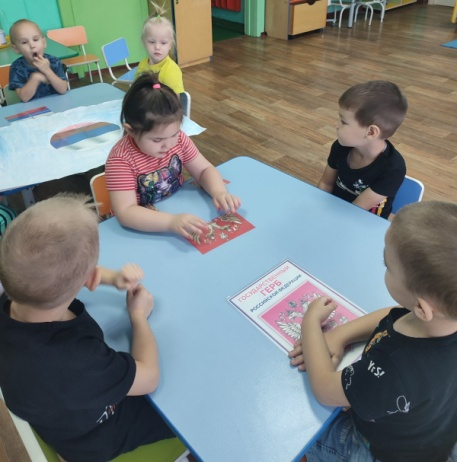 ГОСУДАРСТВЕННЫЙ
ГЕРБ
РОССИЙСКОЙ ФЕДЕРАЦИИ